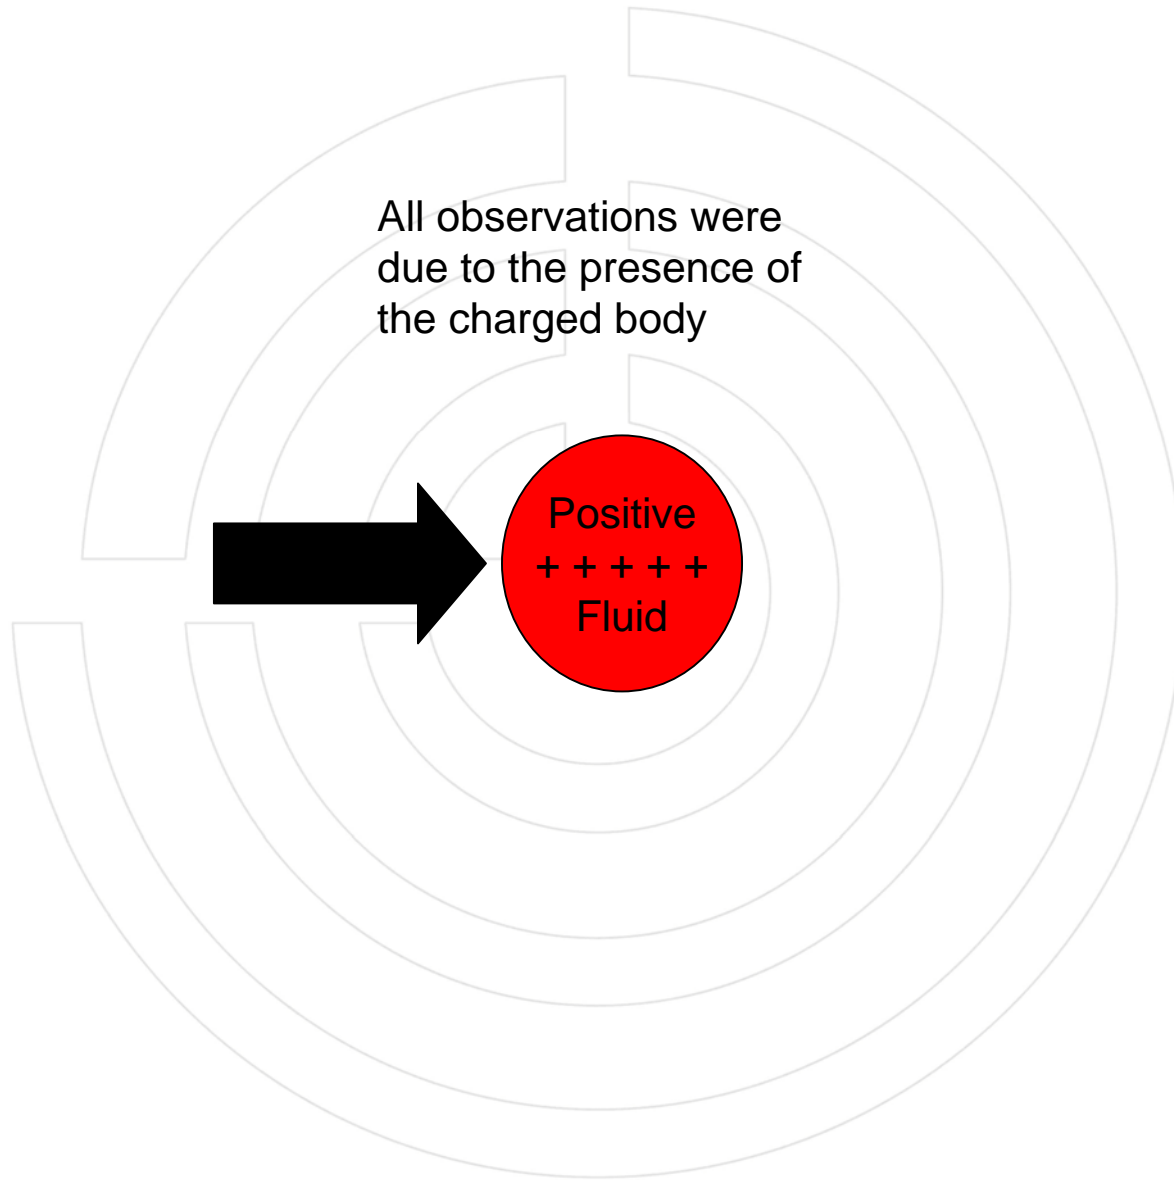 All observations were
due to the presence of
the charged body
Positive
+ + + + +
Fluid